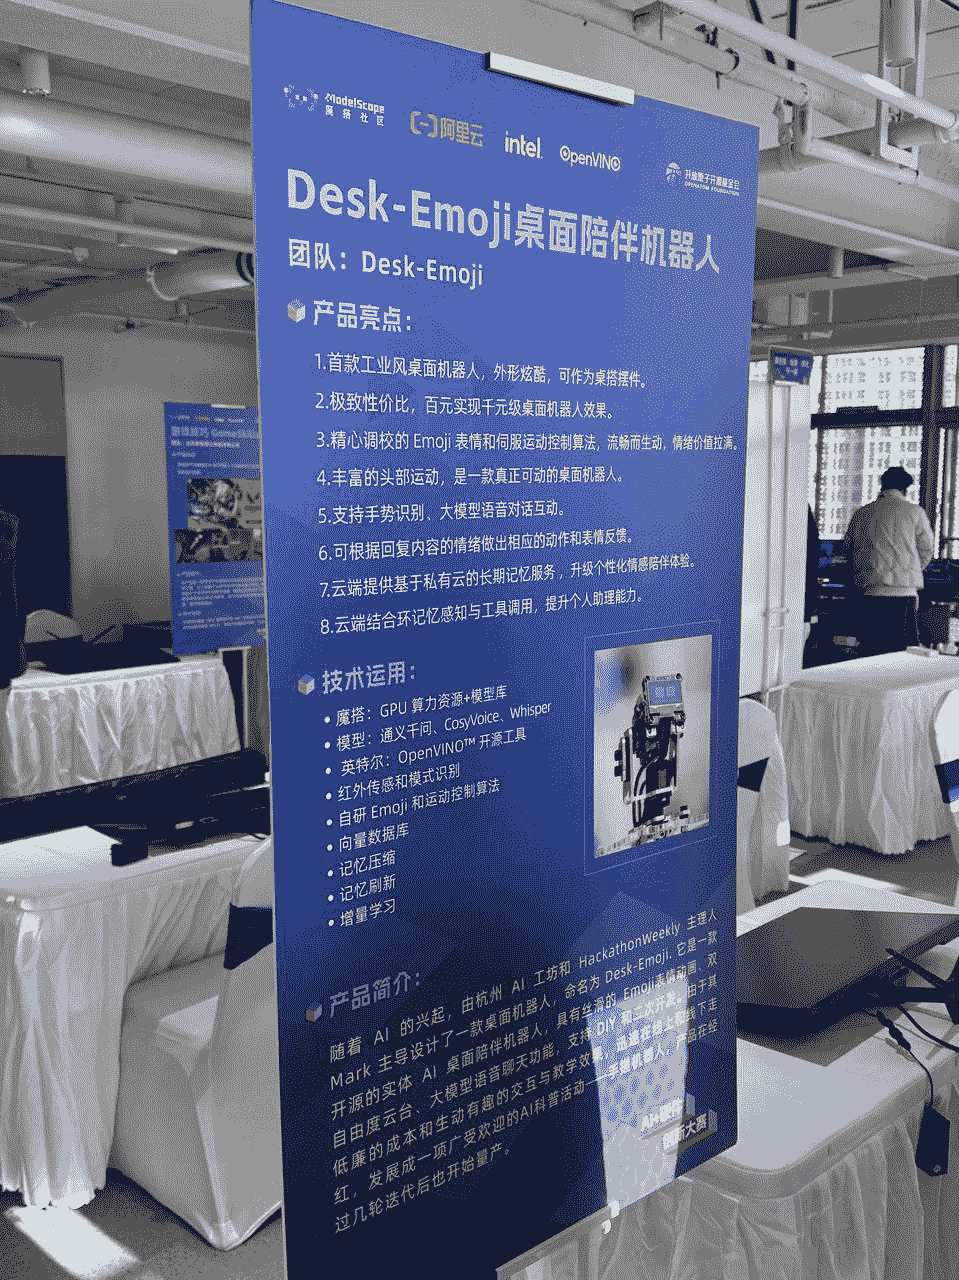 ModelScope
魔搭社区
阿里云
intel.
OpenVINO
开放原子开源基金会
OPENATOM FOUNDATION
Desk-Emoji桌面陪伴机器人
团队：Desk-Emoji
产品亮点：
1.首款工业风桌面机器人，外形炫酷，可作为桌搭摆件。
2.极致性价比，百元实现千元级桌面机器人效果。
3.精心调校的 Emoji 表情和伺服运动控制算法，流畅而生动，情绪价值拉满。
4.丰富的头部运动，是一款真正可动的桌面机器人。
5.支持手势识别、大模型语音对话互动。
6.可根据回复内容的情绪做出相应的动作和表情反馈。
7.云端提供基于私有云的长期记忆服务，升级个性化情感陪伴体验。
8.云端结合环记忆感知与工具调用，提升个人助理能力。
技术运用：
• 魔搭：GPU 算力资源+模型库
• 模型：通义千问、CosyVoice、Whisper
• 英特尔：OpenVINO™ 开源工具
• 红外传感和模式识别
• 自研 Emoji 和运动控制算法
• 向量数据库
• 记忆压缩
• 记忆刷新
• 增量学习
产品简介：
随着 AI 的兴起，由杭州 AI 工坊和 HackathonWeekly 主理人
Mark 主导设计了一款桌面机器人，命名为 Desk-Emoji. 它是一款
开源的实体 AI 桌面陪伴机器人，具有丝滑的 Emoji表情动画、双
自由度云台、大模型语音聊天功能，支持 DIY 和二次开发。由于其
低廉的成本和生动有趣的交互与教学效果，迅速在线上和线下走
红，发展成一项广受欢迎的AI科普活动——手搓机器人，产品在经
过几轮迭代后也开始量产。
创新大赛